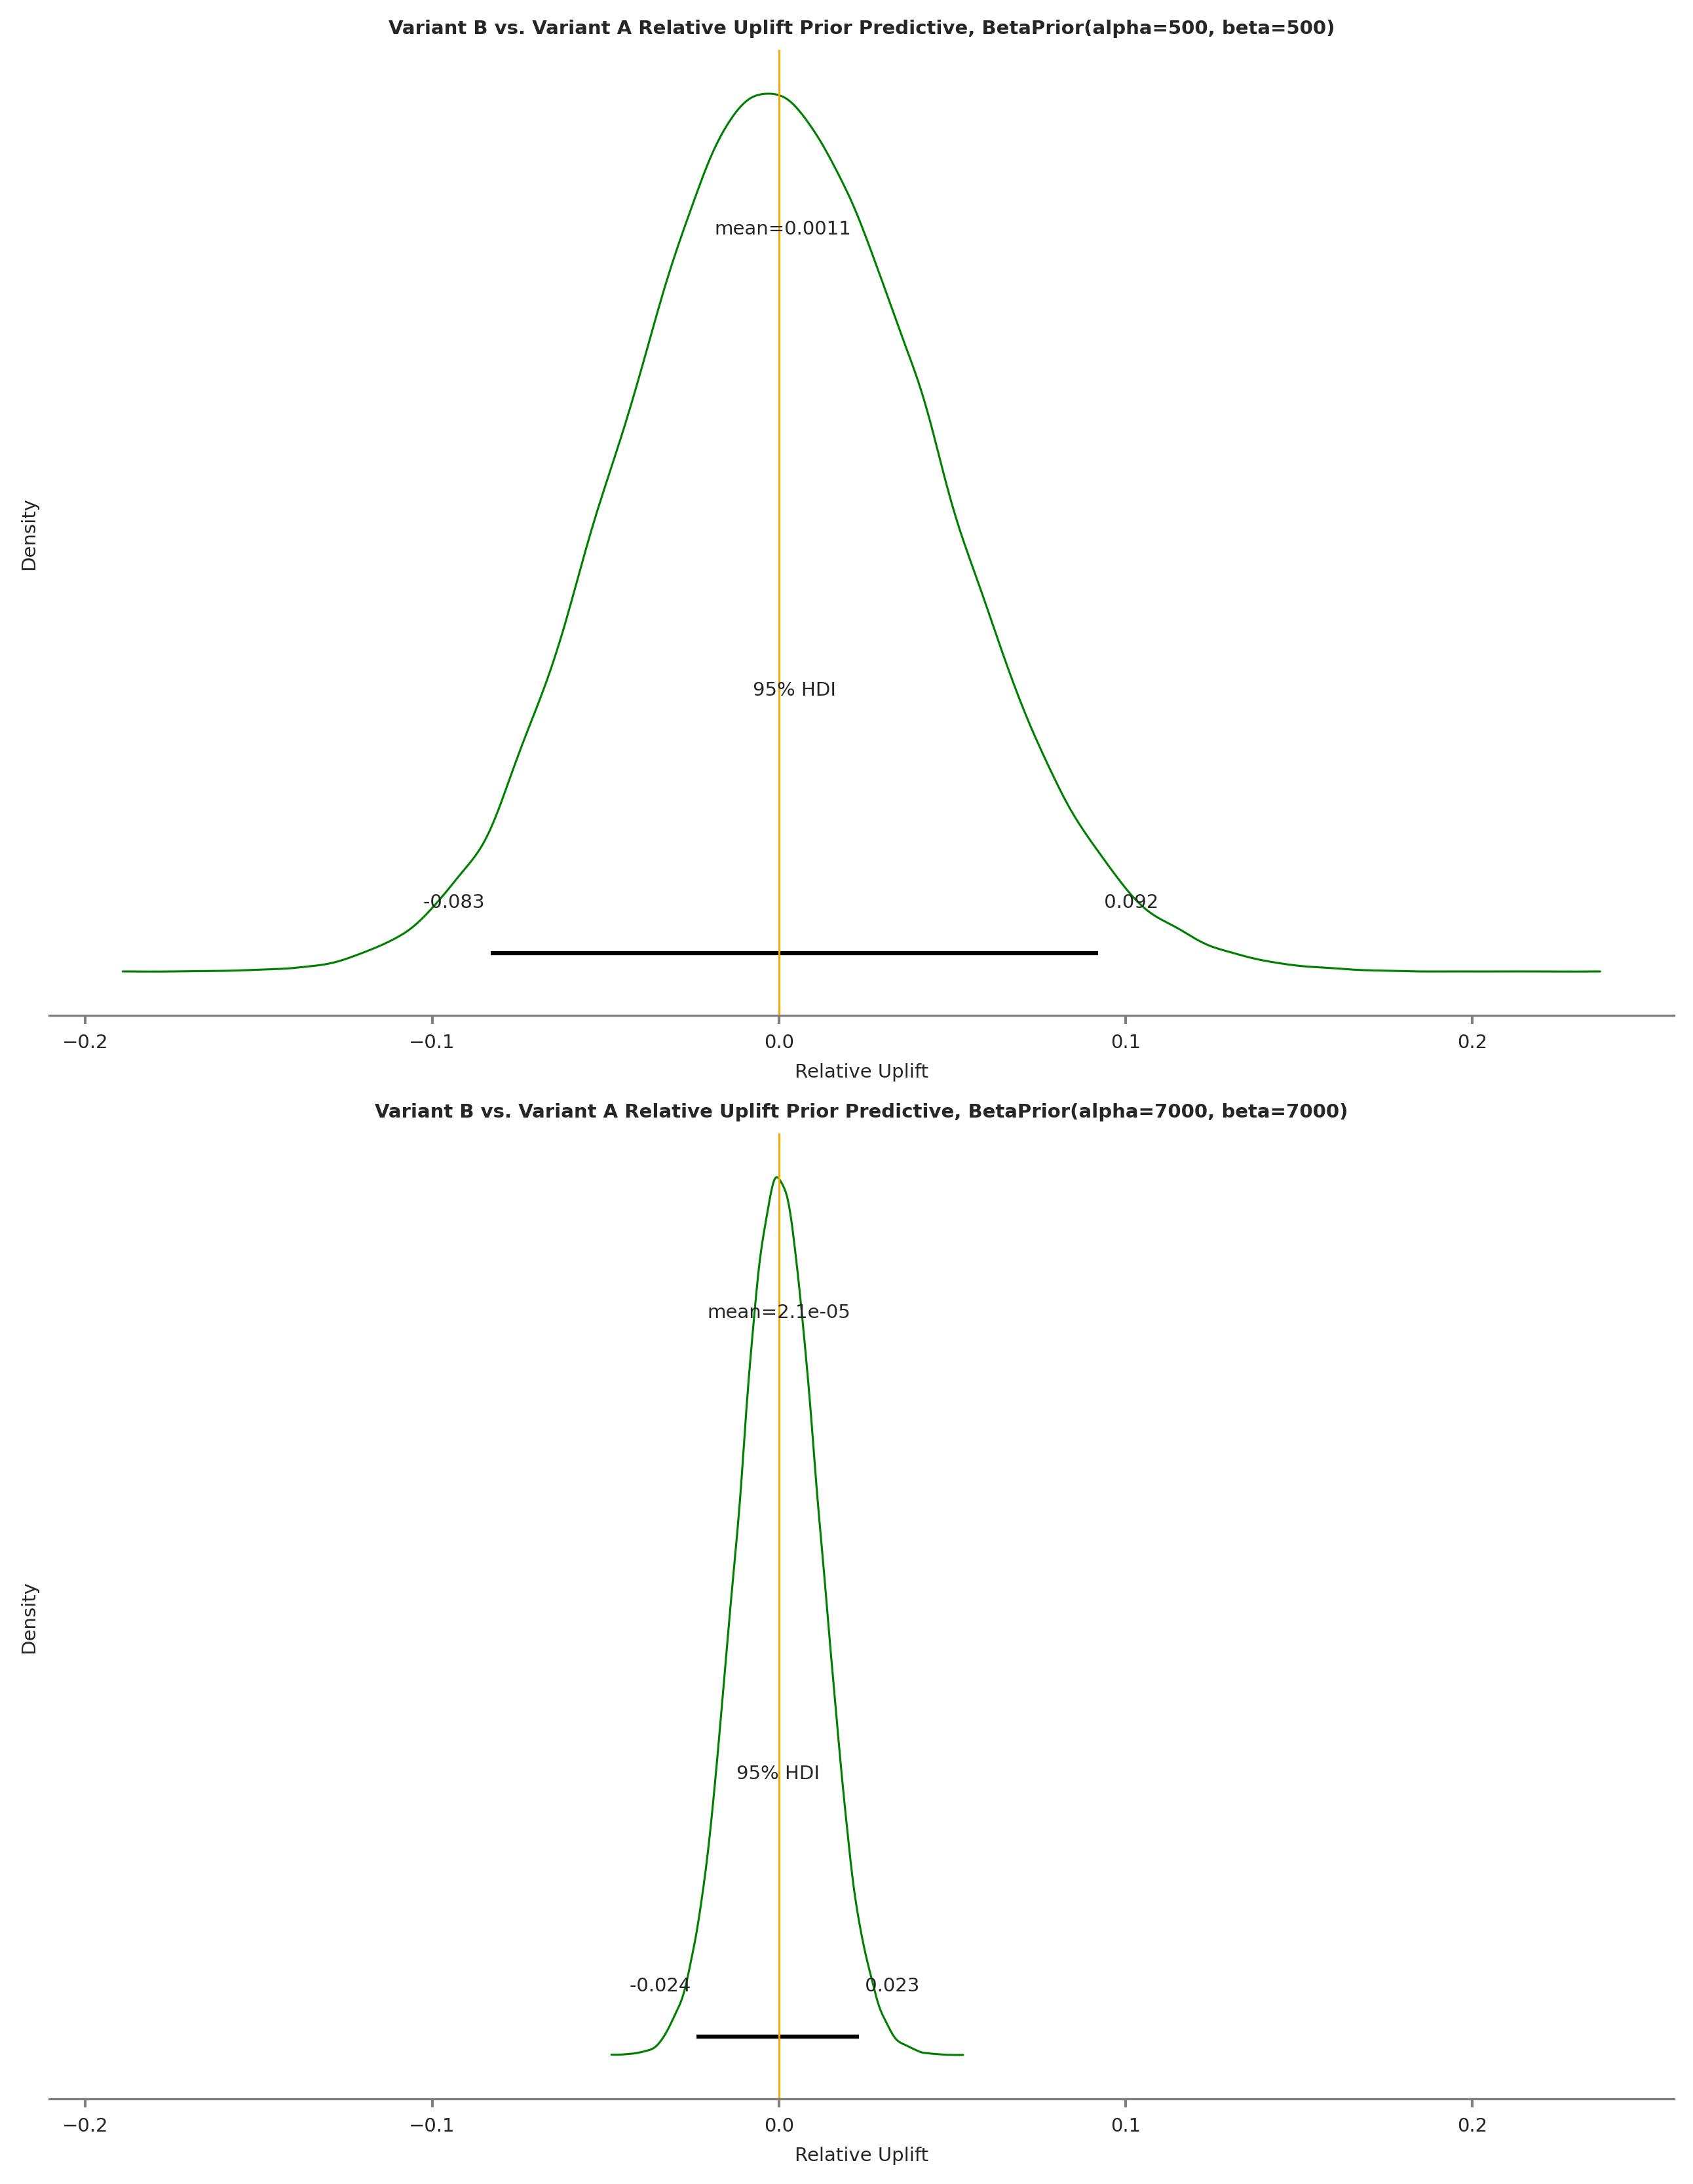 Variant B vs. Variant A Relative Uplift Prior Predictive, BetaPrior(alpha=500, beta=500)
mean=0.0011
Density
95% HDI
-0.083
0.092
−0.2
−0.1
0.0
0.1
0.2
Relative Uplift
Variant B vs. Variant A Relative Uplift Prior Predictive, BetaPrior(alpha=7000, beta=7000)
mean=2.1e-05
Density
95% HDI
-0.024
0.023
−0.2
−0.1
0.0
0.1
0.2
Relative Uplift